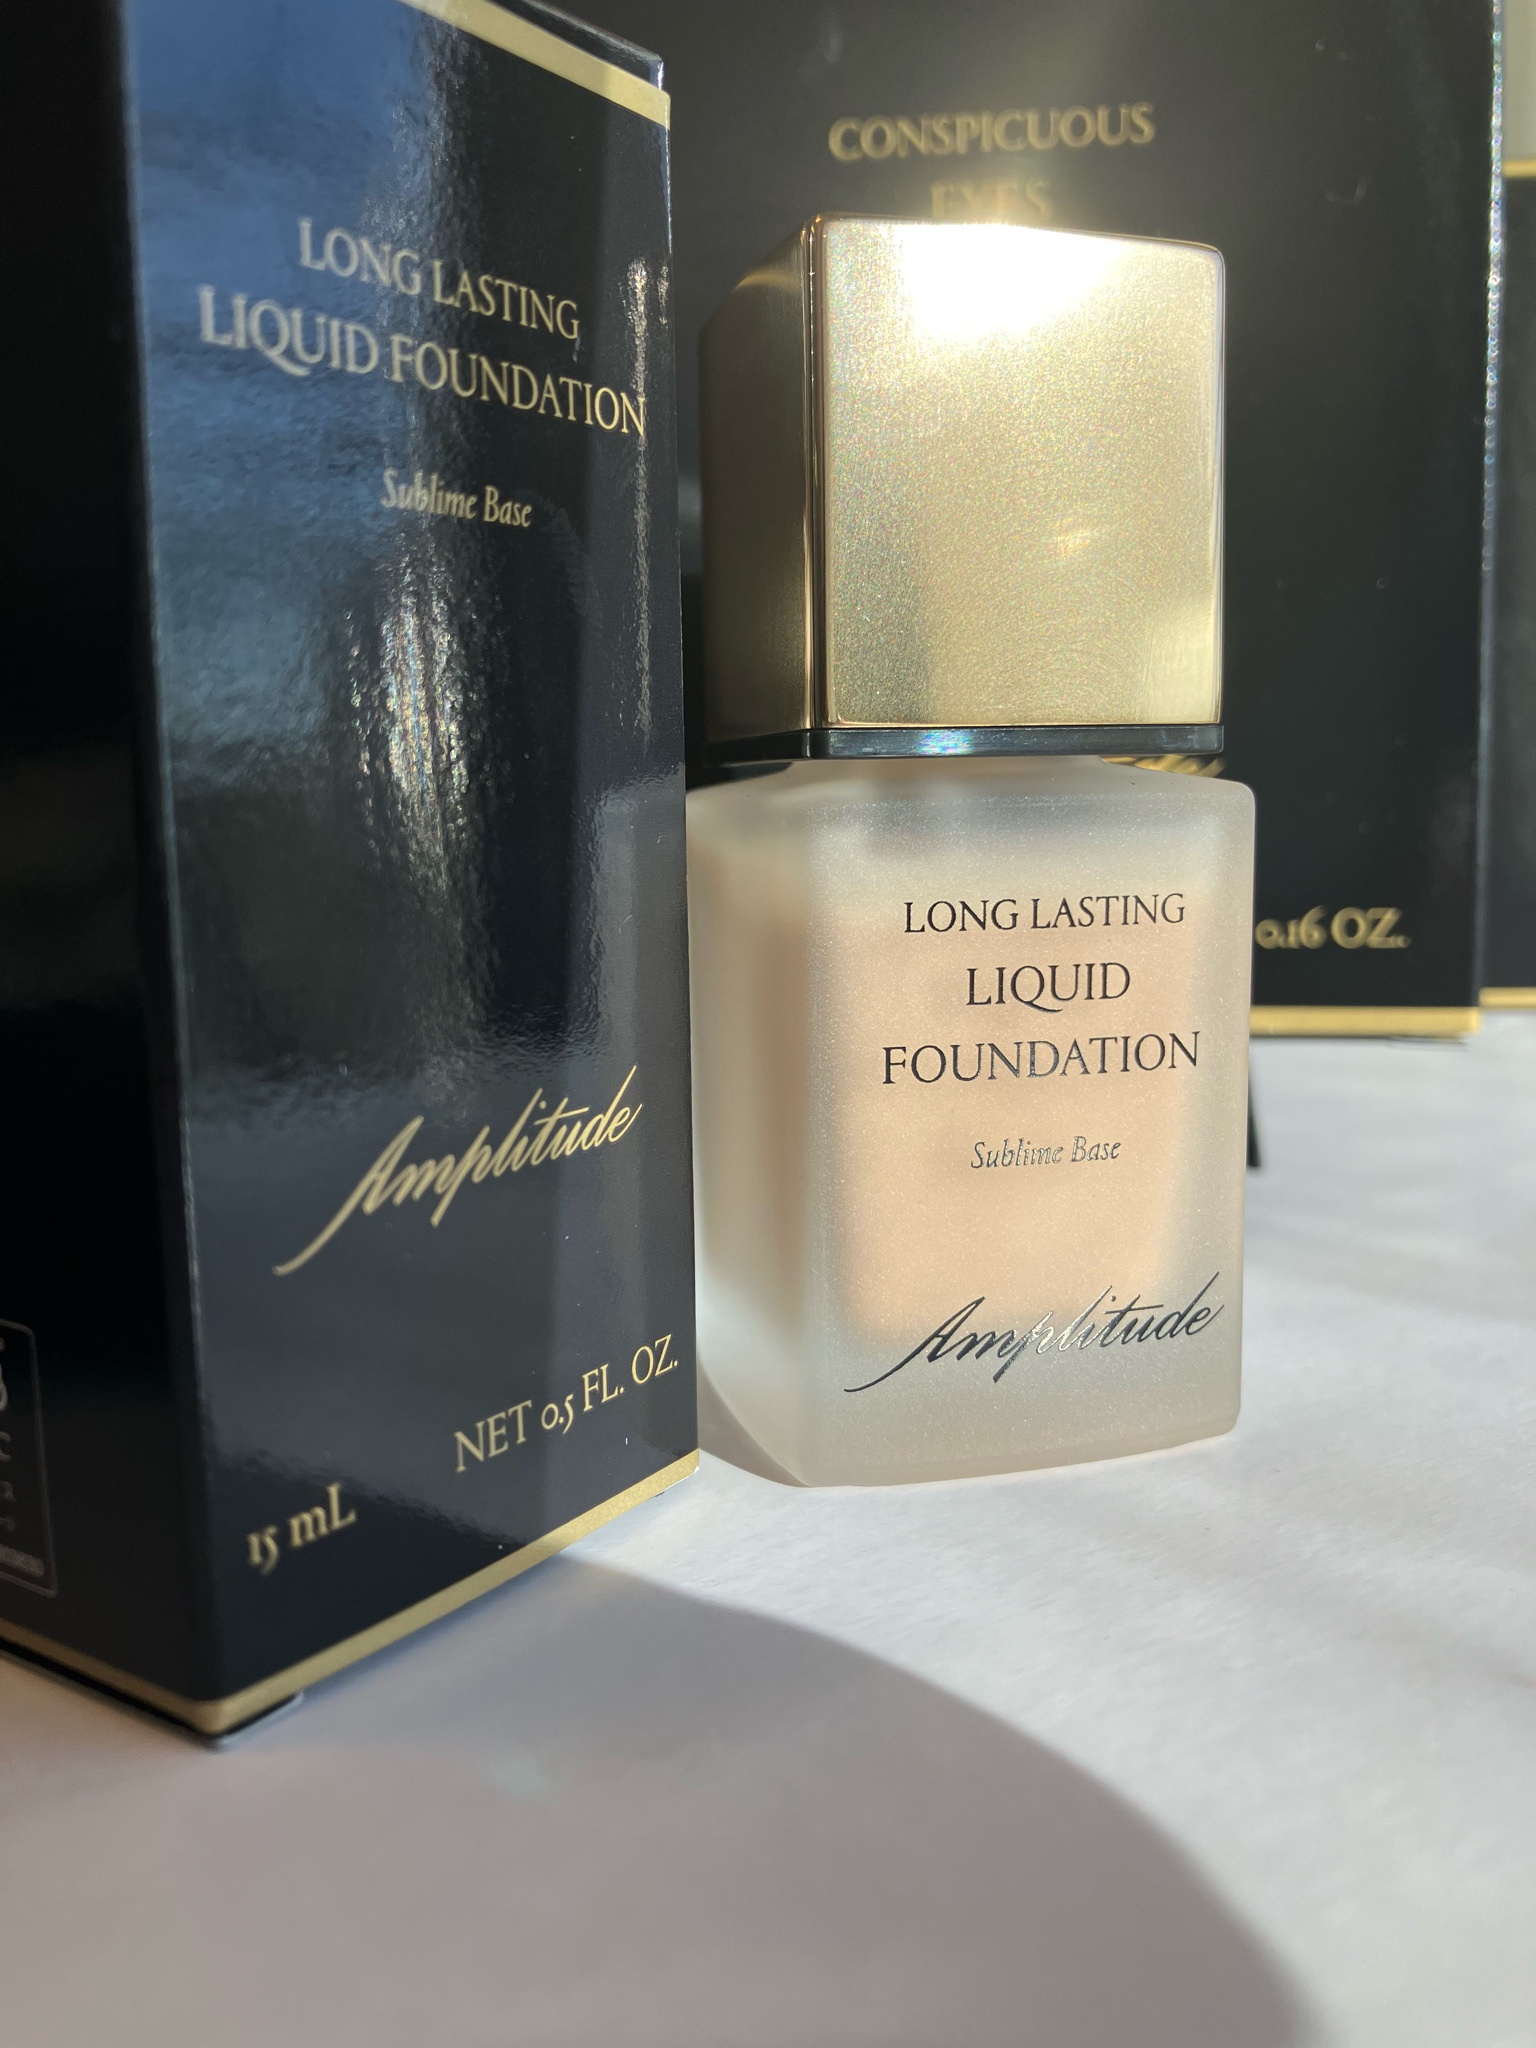 LONG LASTING
LIQUID FOUNDATION
Sublime Base
Amplitude
NET 0.5 FL. OZ.
15 mL
CONSPICUOUS
EYES
0.16 OZ.
LONG LASTING
LIQUID
FOUNDATION
Sublime Base
Amplitude